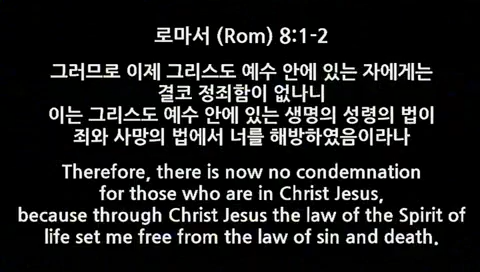 로마서 (Rom) 8:1-2
그러므로 이제 그리스도 예수 안에 있는 자에게는
결코 정죄함이 없나니
이는 그리스도 예수 안에 있는 생명의 성령의 법이
죄와 사망의 법에서 너를 해방하였음이라나
Therefore, there is now no condemnation
for those who are in Christ Jesus,
because through Christ Jesus the law of the Spirit of
life set me free from the law of sin and death.